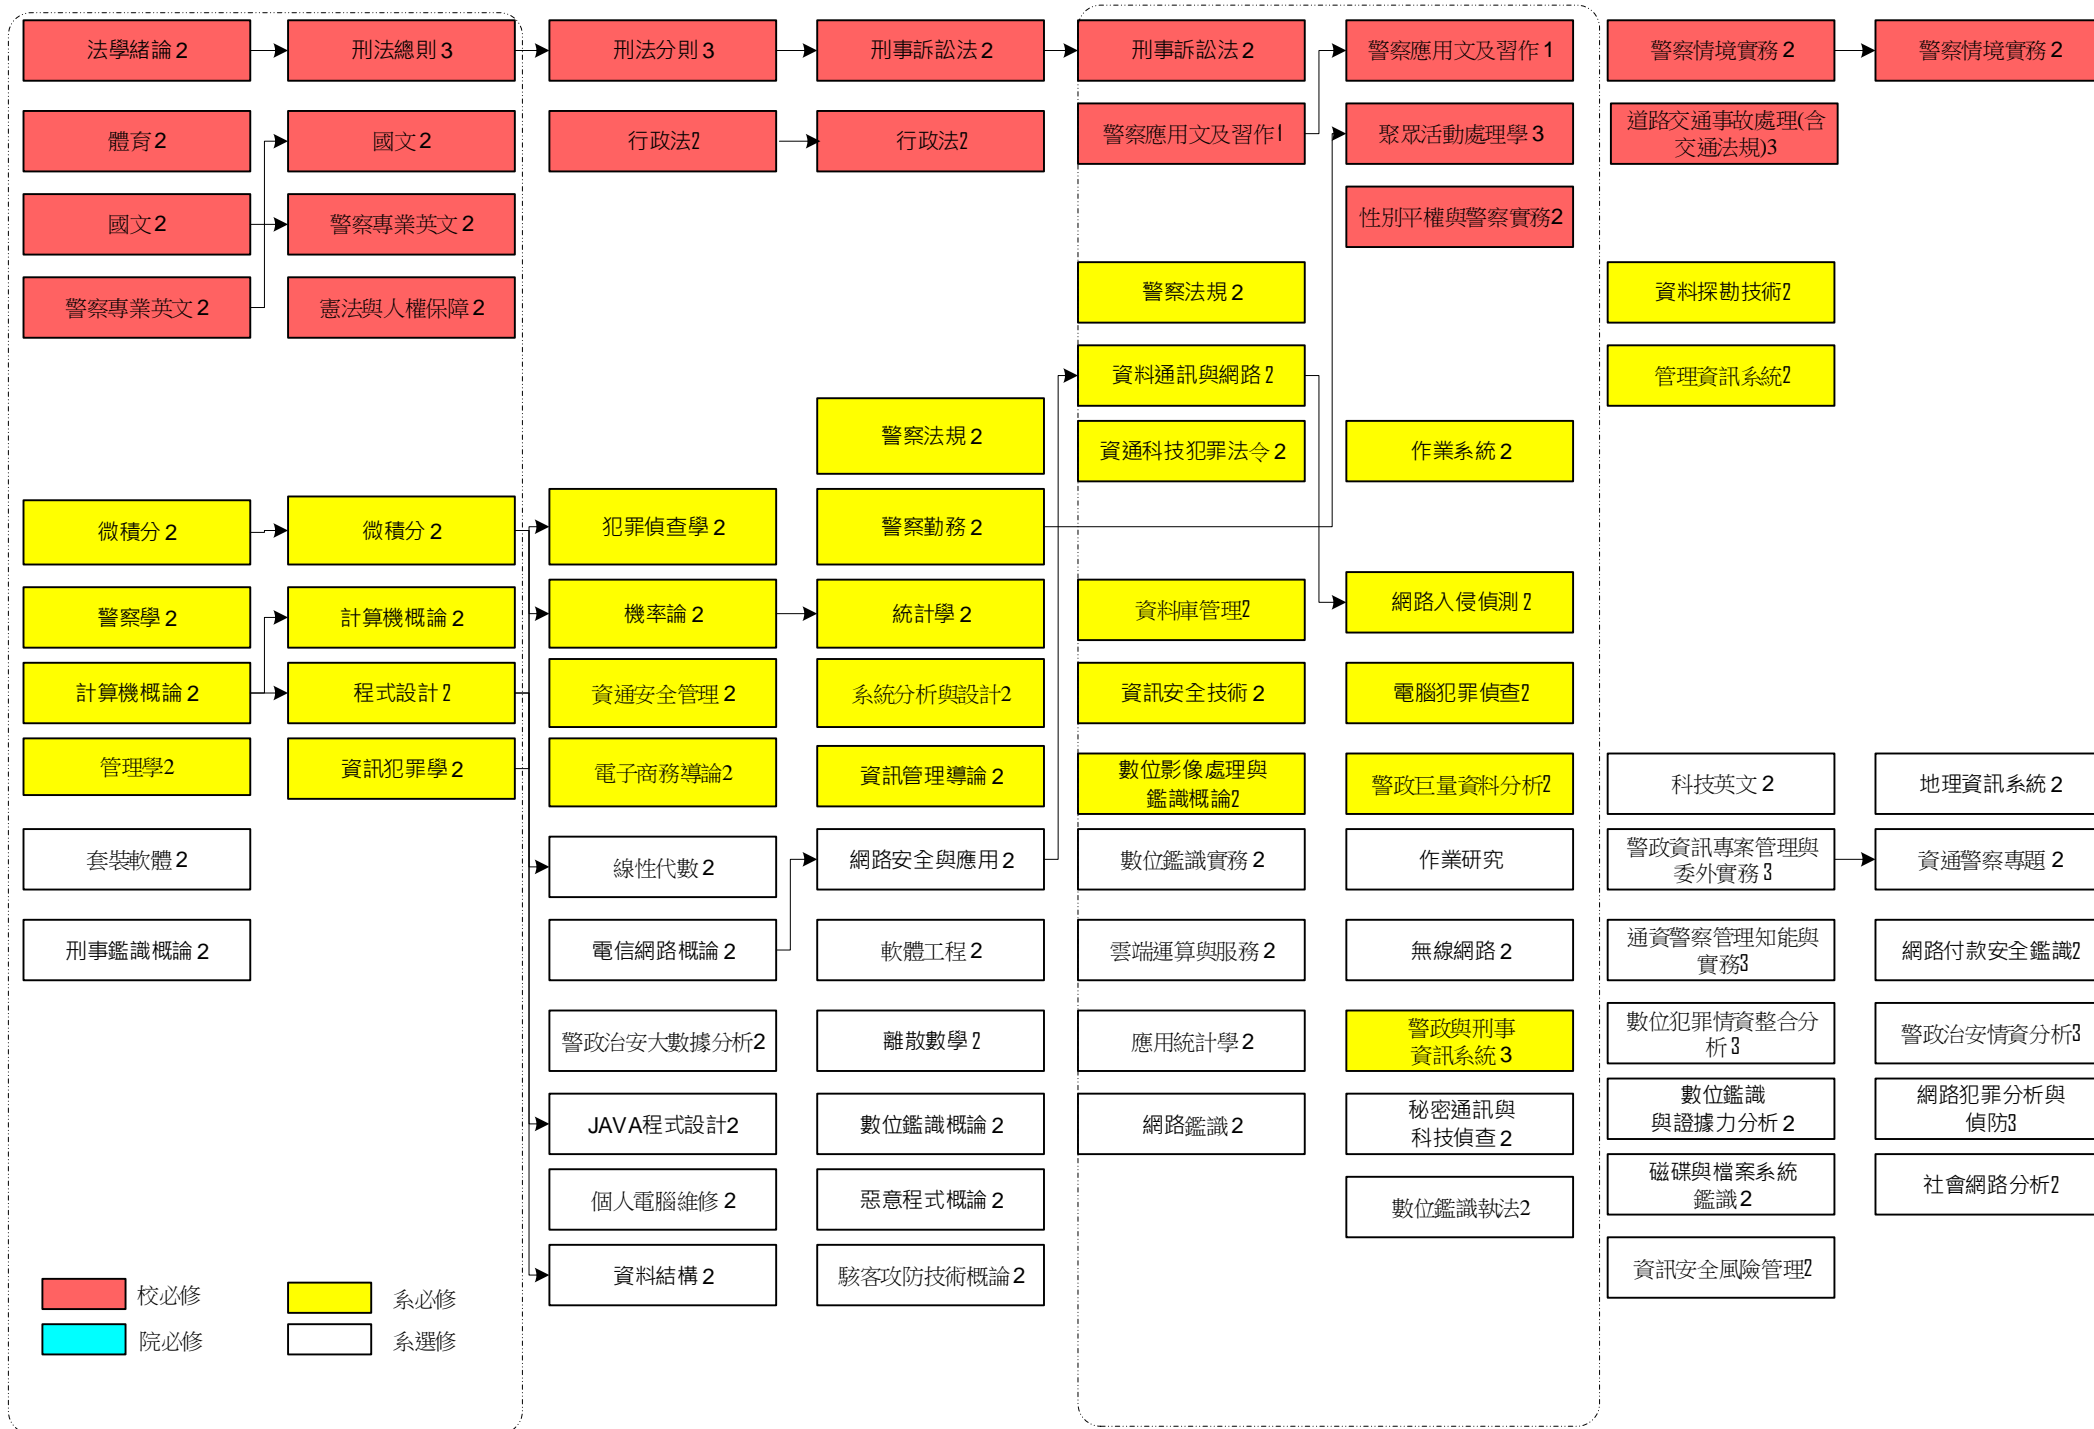 法學緒論 2
刑法總則 3
刑法分則 3
刑事訴訟法 2
刑事訴訟法 2
警察應用文及習作 1
警察情境實務 2
警察情境實務 2
體育 2
國文 2
行政法2
行政法2
警察應用文及習作1
聚眾活動處理學 3
道路交通事故處理(含
交通法規)3
國文 2
警察專業英文 2
性別平權與警察實務2
警察專業英文 2
憲法與人權保障 2
警察法規 2
資料探勘技術2
資料通訊與網路 2
管理資訊系統2
警察法規 2
資通科技犯罪法令 2
作業系統 2
微積分 2
微積分 2
犯罪偵查學 2
警察勤務 2
警察學 2
計算機概論 2
機率論 2
統計學 2
資料庫管理2
網路入侵偵測 2
計算機概論 2
程式設計 2
資通安全管理 2
系統分析與設計2
資訊安全技術 2
電腦犯罪偵查2
管理學2
資訊犯罪學 2
電子商務導論2
資訊管理導論 2
數位影像處理與
鑑識概論2
警政巨量資料分析2
科技英文 2
地理資訊系統 2
套裝軟體 2
線性代數 2
網路安全與應用 2
數位鑑識實務 2
作業研究
警政資訊專案管理與
委外實務 3
資通警察專題 2
刑事鑑識概論 2
電信網路概論 2
軟體工程 2
雲端運算與服務 2
無線網路 2
通資警察管理知能與
實務3
網路付款安全鑑識2
警政治安大數據分析2
離散數學 2
應用統計學 2
警政與刑事
資訊系統 3
數位犯罪情資整合分
析 3
警政治安情資分析3
JAVA程式設計2
數位鑑識概論 2
網路鑑識 2
秘密通訊與
科技偵查 2
數位鑑識
與證據力分析 2
網路犯罪分析與
偵防3
個人電腦維修 2
惡意程式概論 2
數位鑑識執法2
磁碟與檔案系統
鑑識 2
社會網路分析2
資料結構 2
駭客攻防技術概論 2
資訊安全風險管理2
校必修
系必修
院必修
系選修